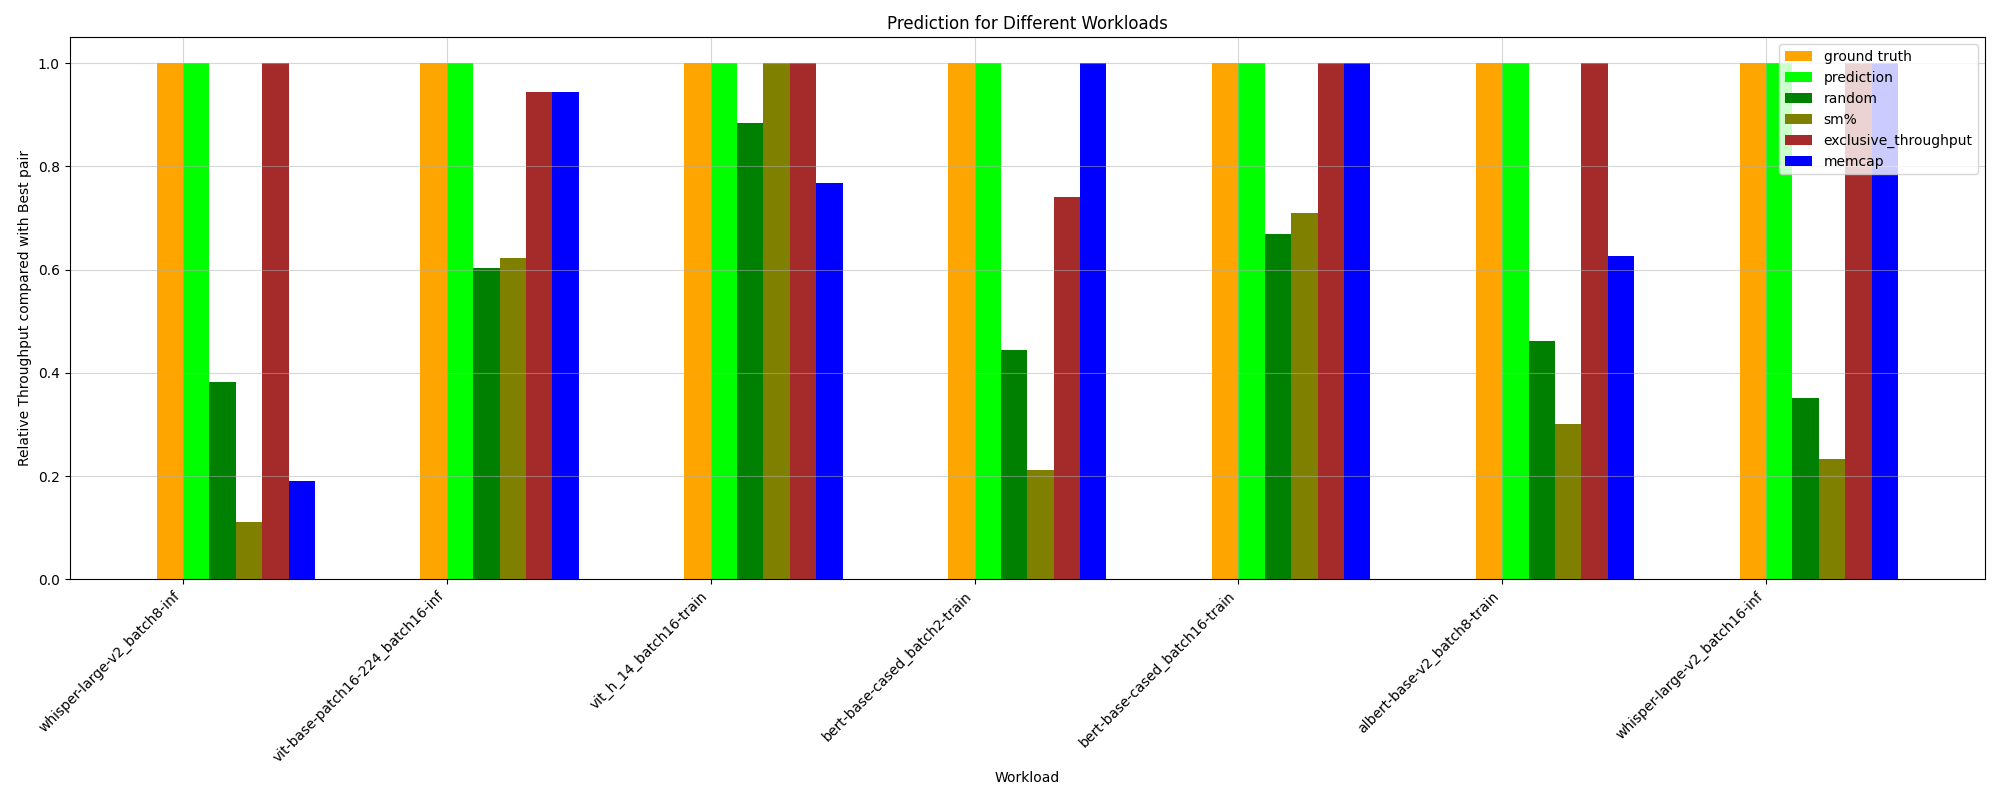 Prediction for Different Workloads
Relative Throughput compared with Best pair
1.0
0.8
0.6
0.4
0.2
0.0
ground truth
prediction
random
sm%
exclusive_throughput
memcap
whisper-large-v2_batch8-inf
vit-base-patch16-224_batch16-inf
vit_h_14_batch16-train
bert-base-cased_batch2-train
bert-base-cased_batch16-train
albert-base-v2_batch8-train
whisper-large-v2_batch16-inf
Workload